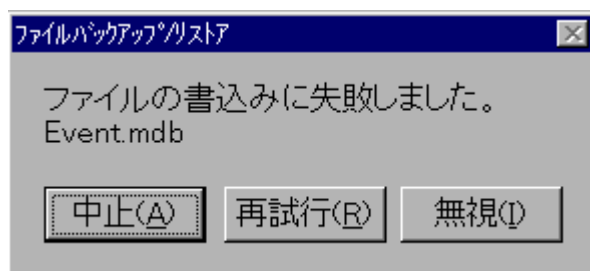 ファイルバックアップ/リストア
ファイルの書込みに失敗しました。
Event.mdb
中止(A) 再試行(R) 無視(I)